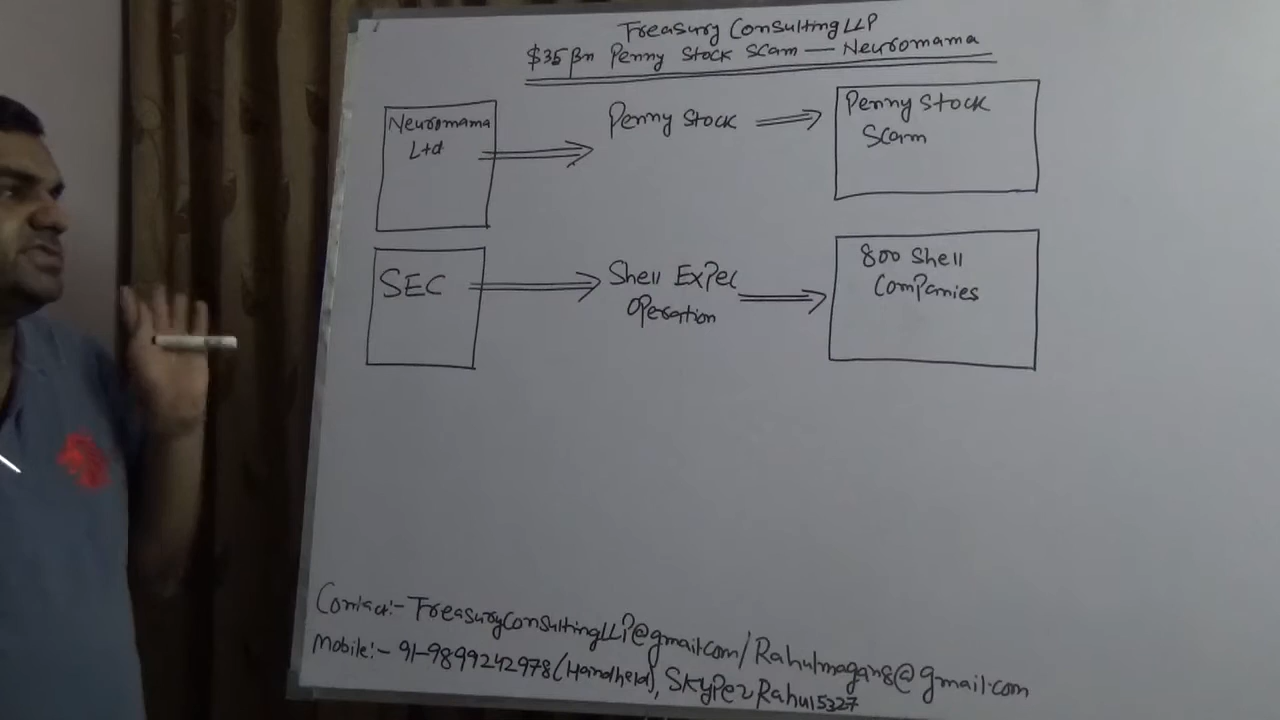 Treasury Consulting LLP
$35 Bn Penny Stock Scam — Neuromama
Neuromama
Ltd
Penny Stock
Penny Stock
Scam
SEC
Shell Expel
Operation
800 Shell
Companies
Contact:- TreasuryConsultingLLP@gmail.com/Rahulmagan8@gmail.com
Mobile:- 91-9899242978 (Handheld), Skype~Rahul5327